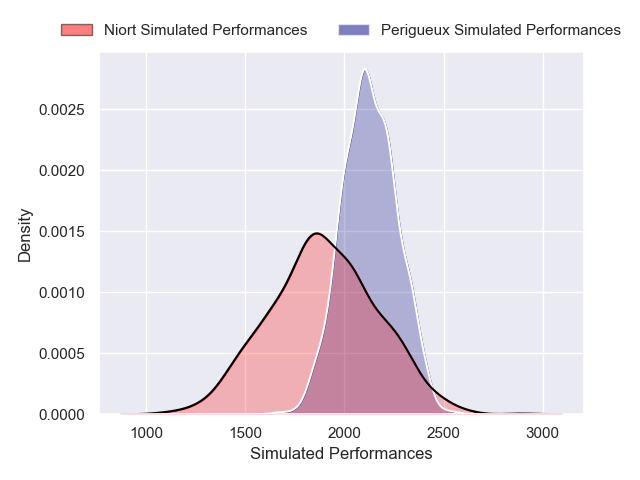 Niort Simulated Performances
Perigueux Simulated Performances
Density
0.0025
0.0020
0.0015
0.0010
0.0005
0.0000
1000
1500
2000
2500
3000
Simulated Performances